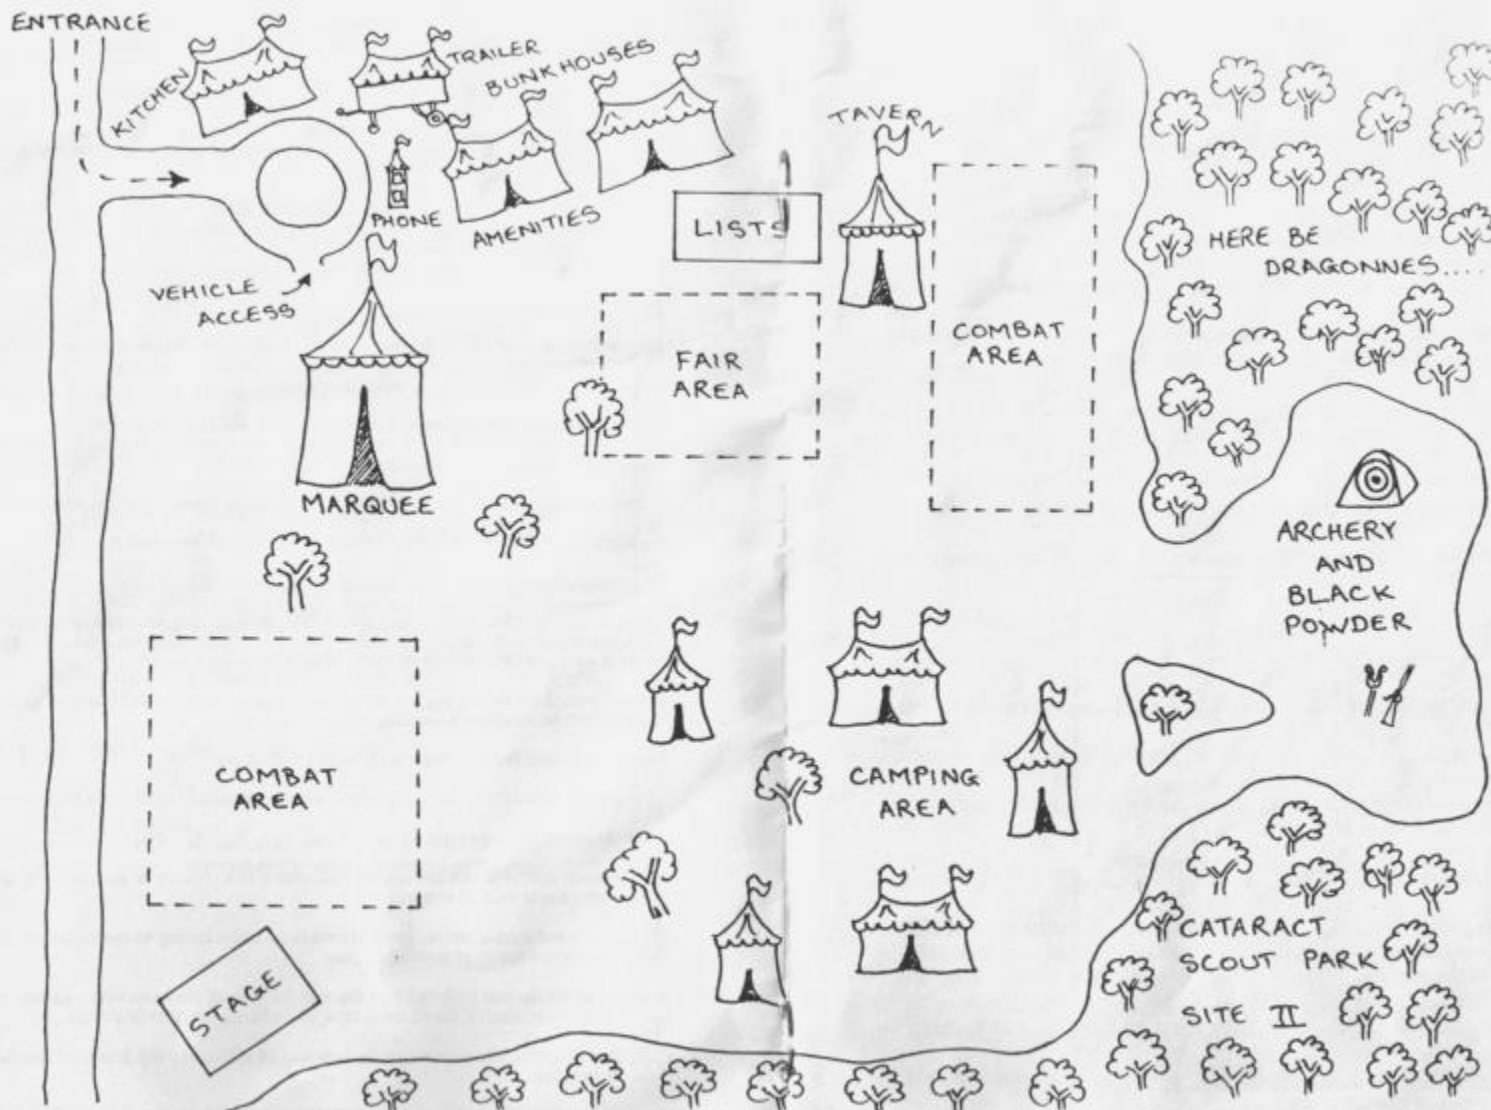 ENTRANCE
KITCHEN
TRAILER
BUNKHOUSES
PHONE
AMENITIES
VEHICLE
ACCESS
TAVERN
LISTS
FAIR
AREA
COMBAT
AREA
HERE BE
DRAGONNES....
MARQUEE
ARCHERY
AND
BLACK
POWDER
COMBAT
AREA
CAMPING
AREA
STAGE
CATARACT
SCOUT PARK
SITE II